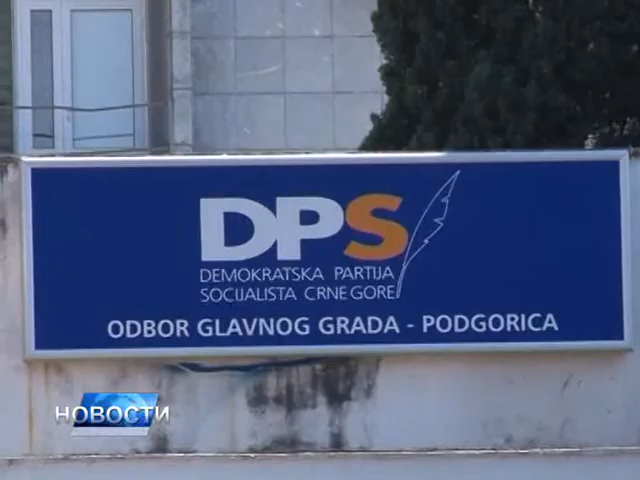 DPS
DEMOKRATSKA PARTIJA
SOCIJALISTA CRNE GORE
ODBOR GLAVNOG GRADA - PODGORICA
НОВОСТИ